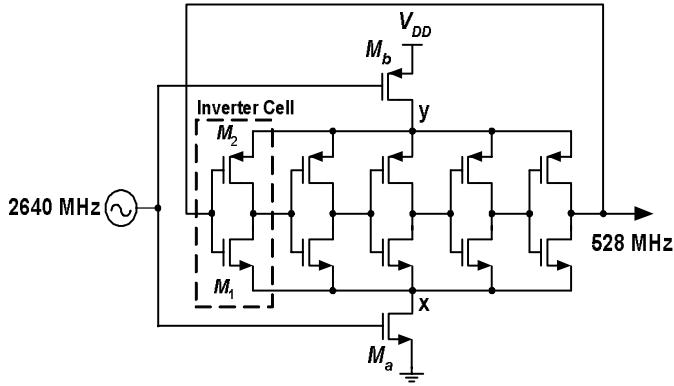 V_DD
M_b
Inverter Cell
y
M_2
2640 MHz
528 MHz
M_1
x
M_a